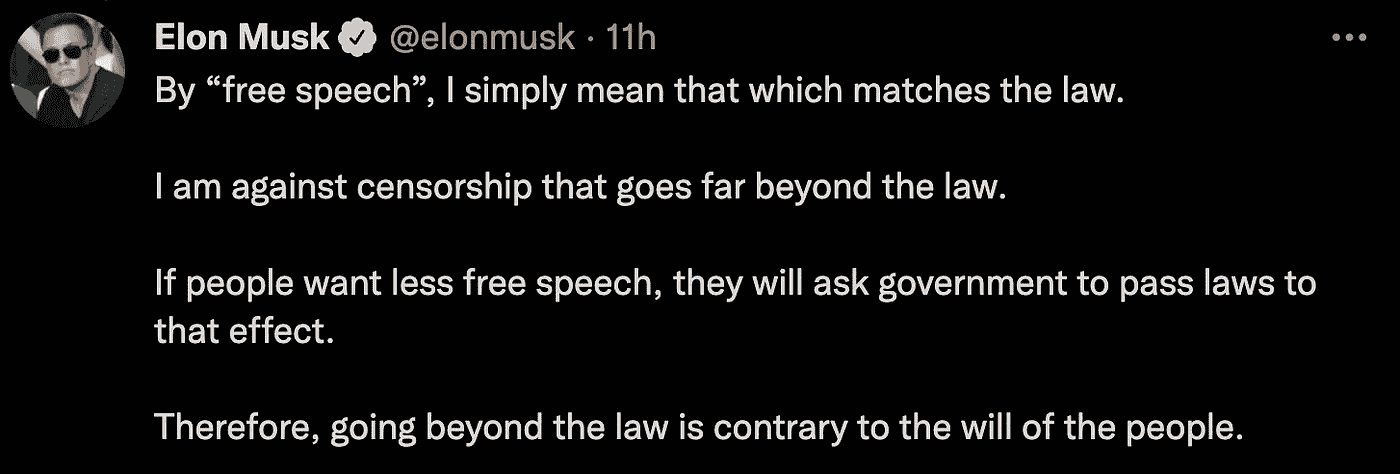 Elon Musk @elonmusk · 11h
By “free speech”, I simply mean that which matches the law.
I am against censorship that goes far beyond the law.
If people want less free speech, they will ask government to pass laws to
that effect.
Therefore, going beyond the law is contrary to the will of the people.